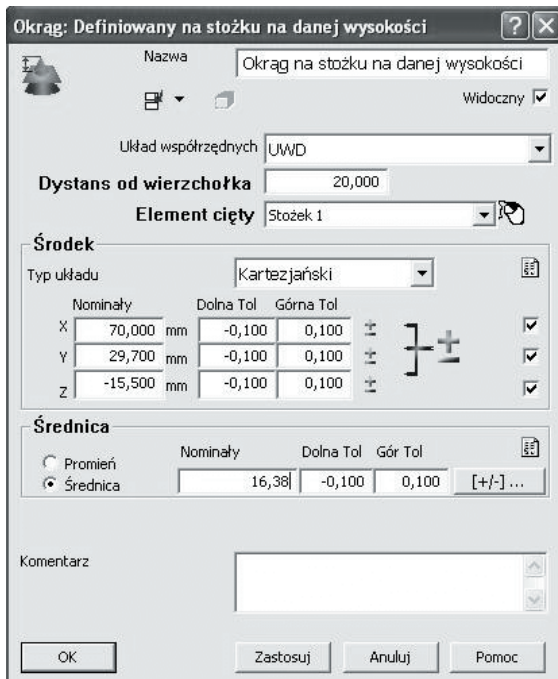 Okrąg: Definiowany na stożku na danej wysokości
Nazwa Okrąg na stożku na danej wysokości
Widoczny
Układ współrzędnych UWD
Dystans od wierzchołka 20,000
Element cięty Stożek 1
Środek
Typ układu Kartezjański
Nominały Dolna Tol Górna Tol
X 70,000 mm -0,100 0,100 ±
Y 29,700 mm -0,100 0,100 ±
Z -15,500 mm -0,100 0,100 ±
±
Średnica
Nominały Dolna Tol Gór Tol
Promień
Średnica 16,38 -0,100 0,100 [+/-] ...
Komentarz
OK Zastosuj Anuluj Pomoc